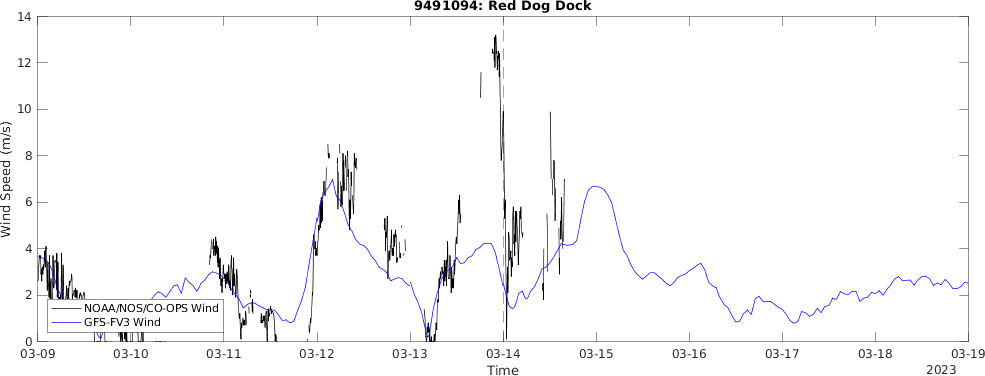 9491094: Red Dog Dock
14
12
10
8
6
4
2
0
Wind Speed (m/s)
NOAA/NOS/CO-OPS Wind
GFS-FV3 Wind
03-09 03-10 03-11 03-12 03-13 03-14 03-15 03-16 03-17 03-18 03-19
Time
2023